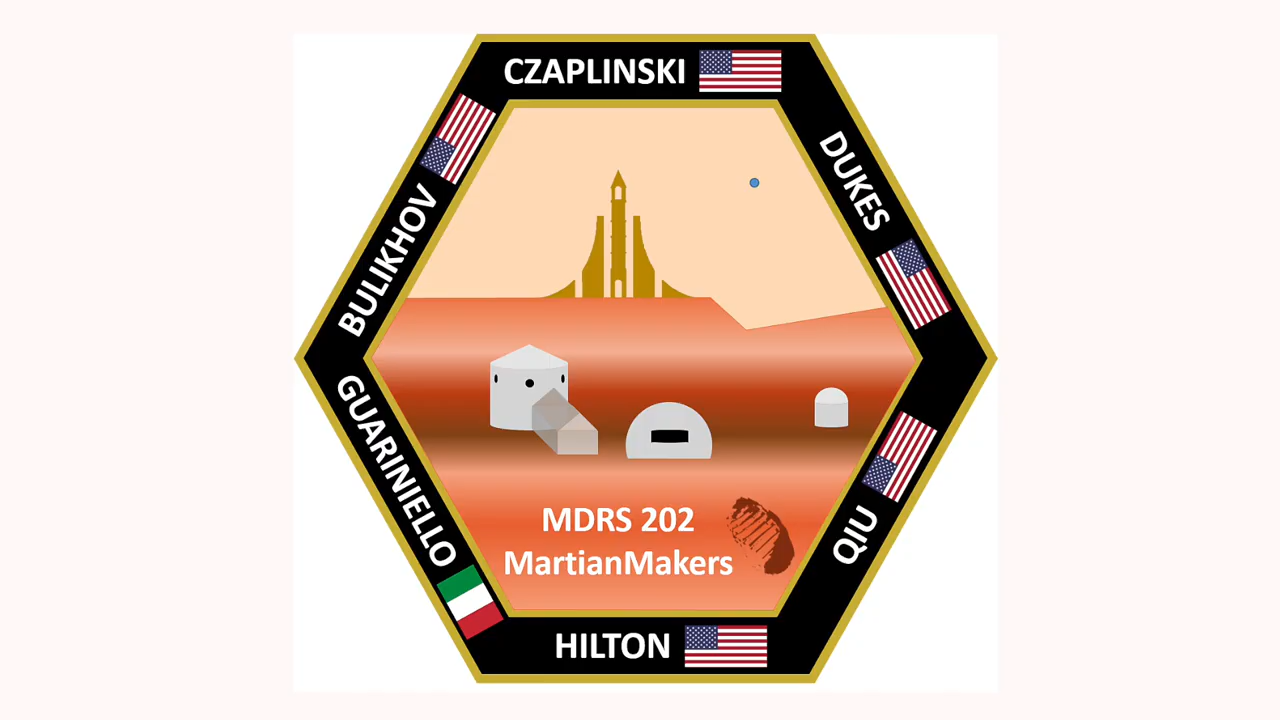 CZAPLINSKI
DUKES
QIU
HILTON
GUARINIELLO
BULIKHOV
MDRS 202
MartianMakers